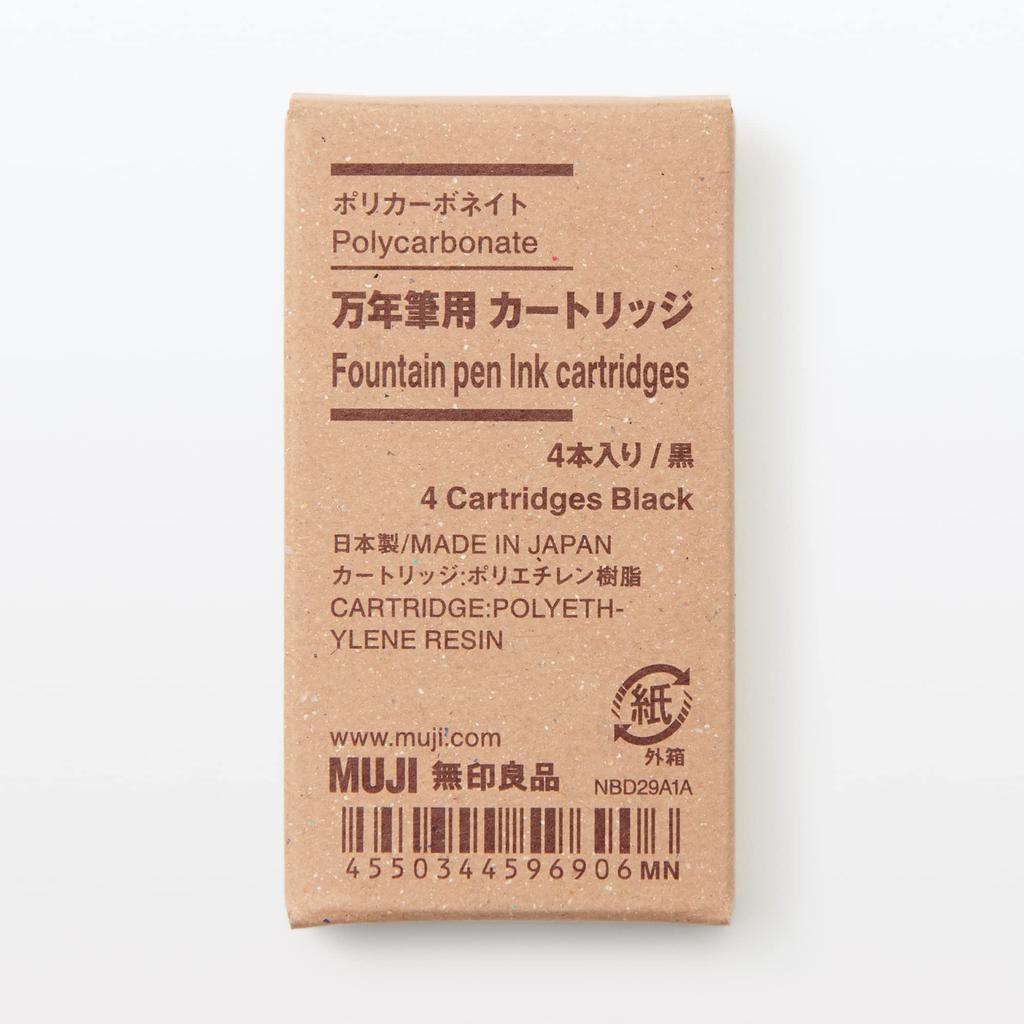 ポリカーボネイト
Polycarbonate
万年筆用 カートリッジ
Fountain pen Ink cartridges
4本入り / 黒
4 Cartridges Black
日本製/MADE IN JAPAN
カートリッジ:ポリエチレン樹脂
CARTRIDGE:POLYETH-
YLENE RESIN
紙
外箱
www.muji.com
MUJI 無印良品
NBD29A1A
4550344596906MN